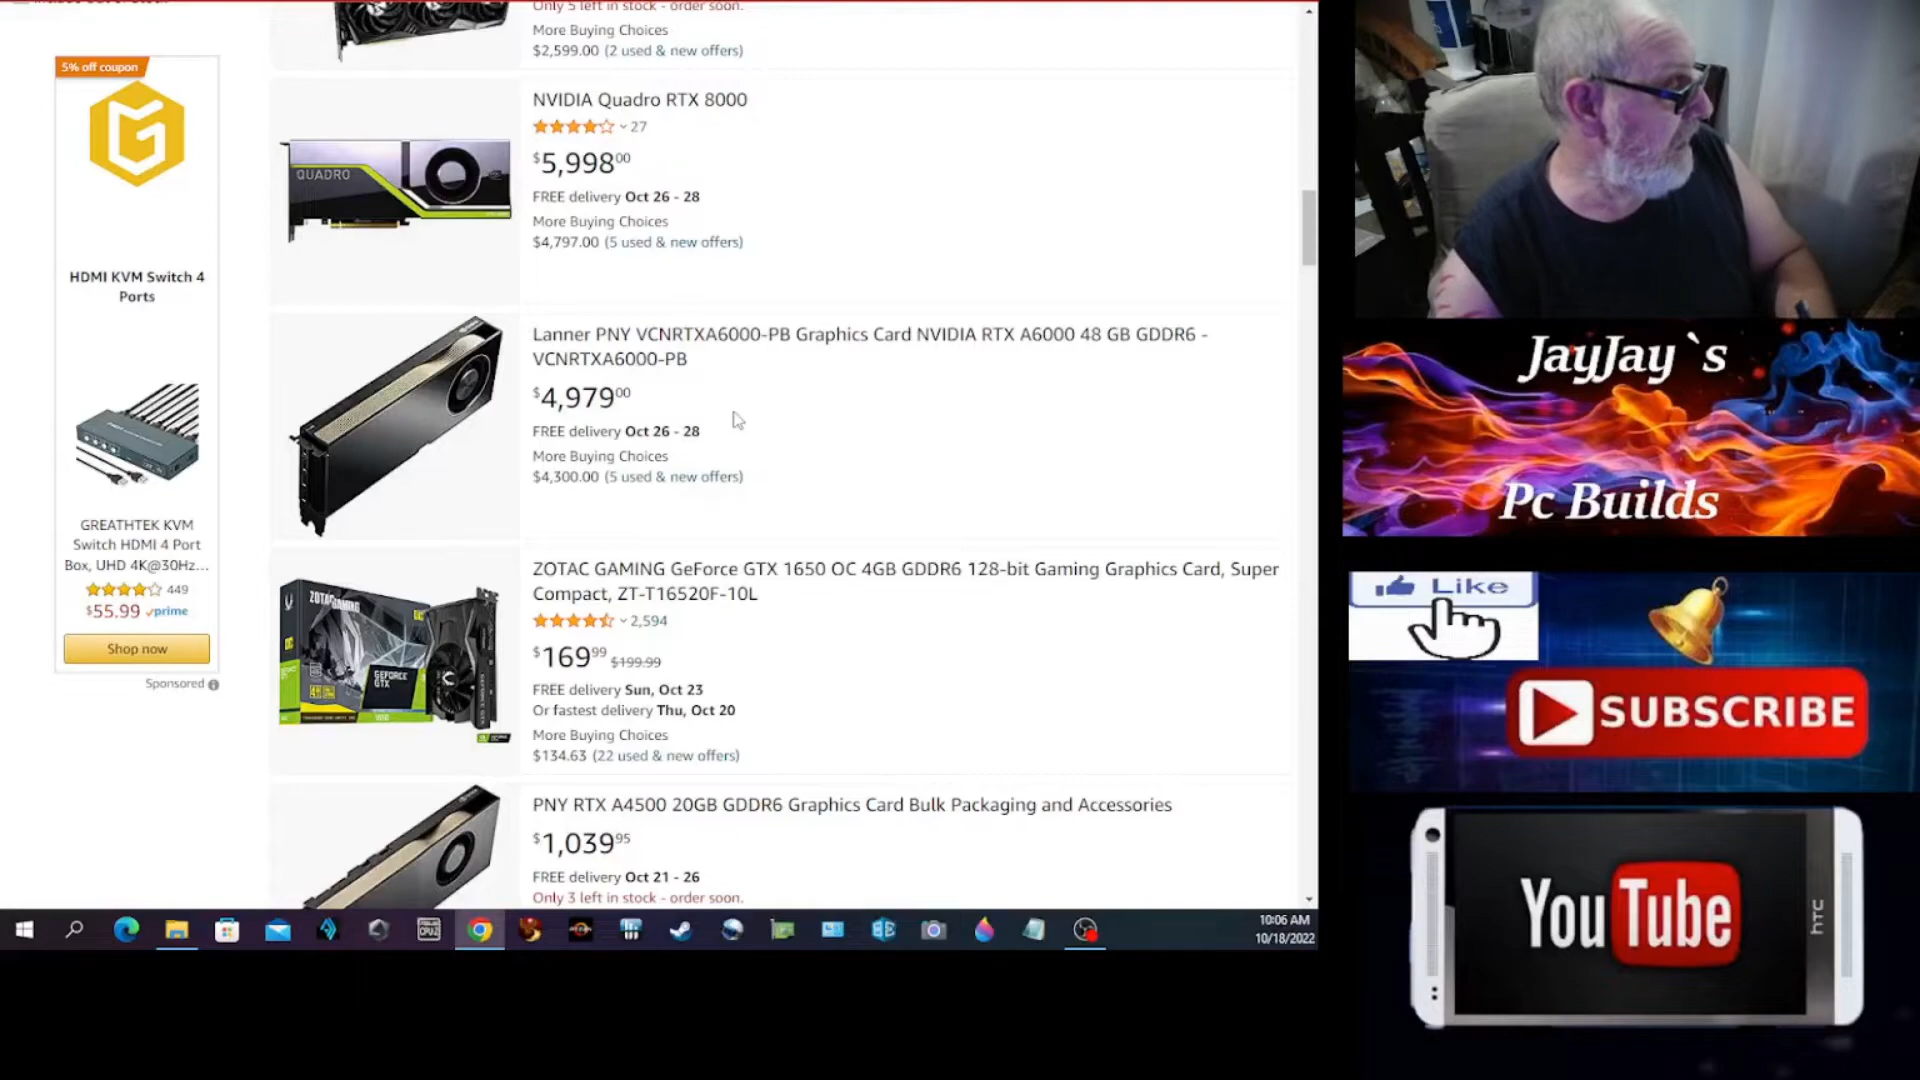 5% off coupon
HDMI KVM Switch 4
Ports
GREATHTEK KVM
Switch HDMI 4 Port
Box, UHD 4K@30Hz...
449
$55.99 prime
Shop now
Sponsored
Only 5 left in stock - order soon.
More Buying Choices
$2,599.00 (2 used & new offers)
QUADRO
NVIDIA Quadro RTX 8000
27
$5,998.00
FREE delivery Oct 26 - 28
More Buying Choices
$4,797.00 (5 used & new offers)
Lanner PNY VCNRTXA6000-PB Graphics Card NVIDIA RTX A6000 48 GB GDDR6 -
VCNRTXA6000-PB
$4,979.00
FREE delivery Oct 26 - 28
More Buying Choices
$4,300.00 (5 used & new offers)
ZOTAC GAMING
GEFORCE
GTX
ZOTAC GAMING GeForce GTX 1650 OC 4GB GDDR6 128-bit Gaming Graphics Card, Super
Compact, ZT-T16520F-10L
2,594
$169.99 $199.99
FREE delivery Sun, Oct 23
Or fastest delivery Thu, Oct 20
More Buying Choices
$134.63 (22 used & new offers)
PNY RTX A4500 20GB GDDR6 Graphics Card Bulk Packaging and Accessories
$1,039.95
FREE delivery Oct 21 - 26
Only 3 left in stock - order soon.
10:06 AM
10/18/2022
JayJay`s
Pc Builds
Like
SUBSCRIBE
YouTube
hTC